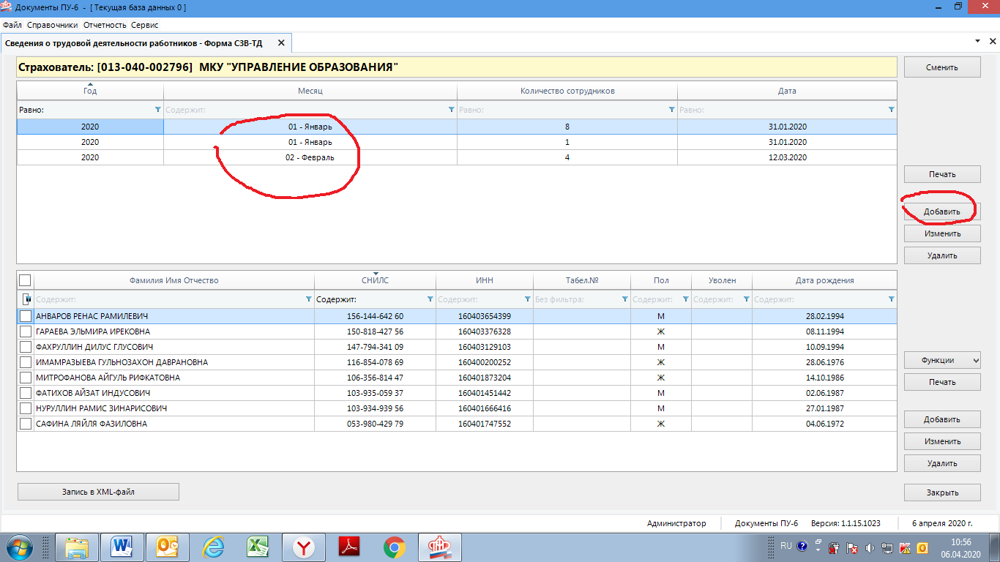 Документы ПУ-6 - [ Текущая база данных 0 ]
Файл Справочники Отчетность Сервис
Сведения о трудовой деятельности работников - Форма СЗВ-ТД
Страхователь: [013-040-002796] МКУ "УПРАВЛЕНИЕ ОБРАЗОВАНИЯ"
Сменить
Год Месяц Количество сотрудников Дата
Равно: Содержит: Равно: Равно:
2020 01 - Январь 8 31.01.2020
2020 01 - Январь 1 31.01.2020
2020 02 - Февраль 4 12.03.2020
Печать
Добавить
Изменить
Удалить
Фамилия Имя Отчество СНИЛС ИНН Табел.№ Пол Уволен Дата рождения
Содержит: Содержит: Содержит: Без фильтра: Содержит: Содержит: Содержит:
АНВАРОВ РЕНАС РАМИЛЕВИЧ 156-144-642 60 160403654399 М 28.02.1994
ГАРАЕВА ЭЛЬМИРА ИРЕКОВНА 150-818-427 56 160403376328 Ж 08.11.1994
ФАХРУЛЛИН ДИЛУС ГЛУСОВИЧ 147-794-341 09 160403129103 М 10.09.1994
ИМАМРАЗЫЕВА ГУЛЬНОЗАХОН ДАВРАНОВНА 116-854-078 69 160400200252 Ж 28.06.1976
МИТРОФАНОВА АЙГУЛЬ РИФКАТОВНА 106-356-814 47 160401873204 Ж 14.10.1986
ФАТИХОВ АЙЗАТ ИНДУСОВИЧ 103-935-059 37 160401451442 М 02.06.1987
НУРУЛЛИН РАМИС ЗИНАРИСОВИЧ 103-934-939 56 160401666416 М 27.01.1987
САФИНА ЛЯЙЛЯ ФАЗИЛОВНА 053-980-429 79 160401747552 Ж 04.06.1972
Функции
Печать
Добавить
Изменить
Удалить
Запись в XML-файл
Закрыть
Администратор Документы ПУ-6 Версия: 1.1.15.1023 6 апреля 2020 г.
RU 10:56
06.04.2020